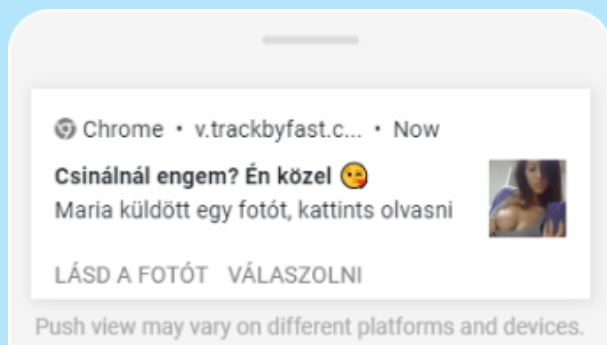 Chrome • v.trackbyfast.c... • Now
Csinálnál engem? Én közel 😘
Maria küldött egy fotót, kattints olvasni
LÁSD A FOTÓT VÁLASZOLNI
Push view may vary on different platforms and devices.